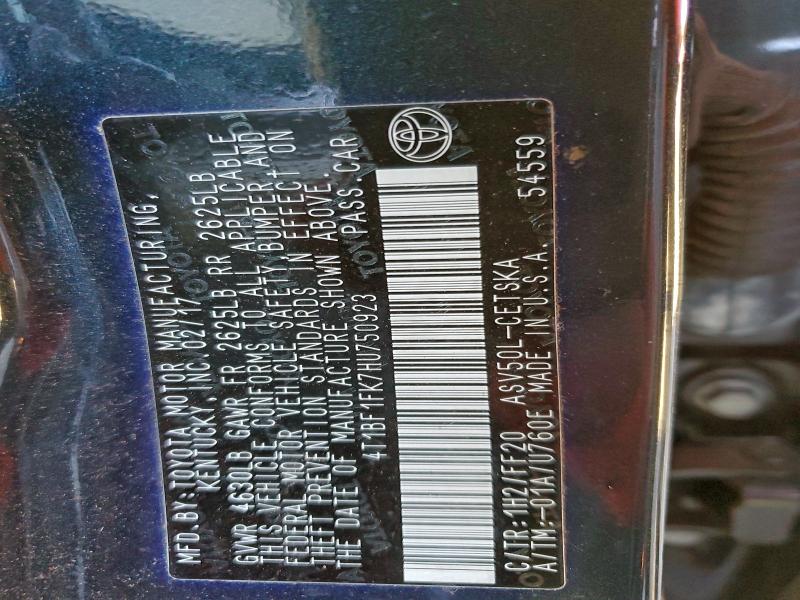 MFD.BY:TOYOTA MOTOR MANUFACTURING,
KENTUCKY, INC. 02/17
GVWR 4630LB GAWR FR 2625LB RR 2625LB
THIS VEHICLE CONFORMS TO ALL APPLICABLE
FEDERAL MOTOR VEHICLE SAFETY,BUMPER,AND
THEFT PREVENTION STANDARDS IN EFFECT ON
THE DATE OF MANUFACTURE SHOWN ABOVE.
4T1BF1FK7HU750923 PASS.CAR
C/TR:1H2/FF20 ASV50L-CETSKA
A/TM:-01A/U760E MADE IN U.S.A. 54559